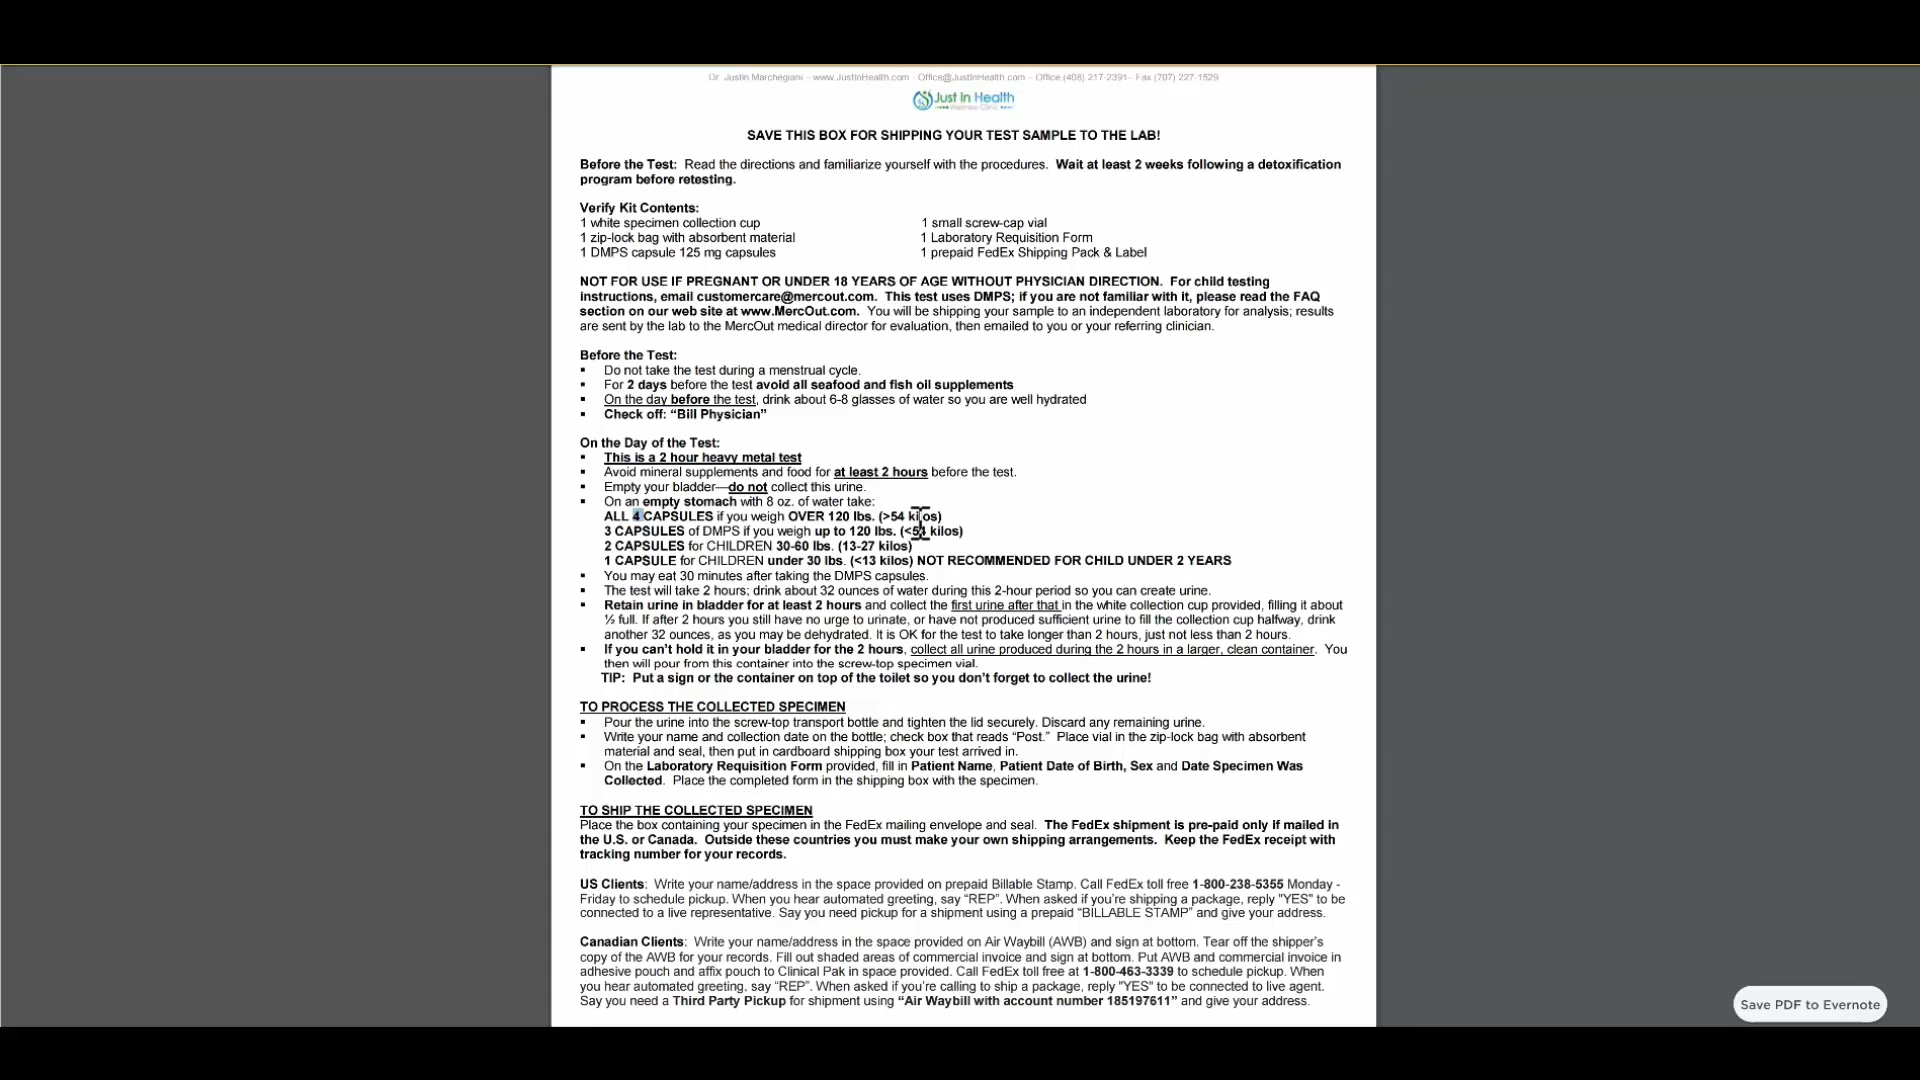 Dr. Justin Marchegiani – www.JustInHealth.com - Office@JustInHealth.com – Office (408) 217-2391– Fax (707) 227-1529
Just In Health
SAVE THIS BOX FOR SHIPPING YOUR TEST SAMPLE TO THE LAB!
Before the Test: Read the directions and familiarize yourself with the procedures. Wait at least 2 weeks following a detoxification
program before retesting.
Verify Kit Contents:
1 white specimen collection cup 1 small screw-cap vial
1 zip-lock bag with absorbent material 1 Laboratory Requisition Form
1 DMPS capsule 125 mg capsules 1 prepaid FedEx Shipping Pack & Label
NOT FOR USE IF PREGNANT OR UNDER 18 YEARS OF AGE WITHOUT PHYSICIAN DIRECTION. For child testing
instructions, email customercare@mercout.com. This test uses DMPS; if you are not familiar with it, please read the FAQ
section on our web site at www.MercOut.com. You will be shipping your sample to an independent laboratory for analysis; results
are sent by the lab to the MercOut medical director for evaluation, then emailed to you or your referring clinician.
Before the Test:
▪ Do not take the test during a menstrual cycle.
▪ For 2 days before the test avoid all seafood and fish oil supplements
▪ On the day before the test, drink about 6-8 glasses of water so you are well hydrated
▪ Check off: “Bill Physician”
On the Day of the Test:
▪ This is a 2 hour heavy metal test
▪ Avoid mineral supplements and food for at least 2 hours before the test.
▪ Empty your bladder—do not collect this urine.
▪ On an empty stomach with 8 oz. of water take:
ALL 4 CAPSULES if you weigh OVER 120 lbs. (>54 kilos)
3 CAPSULES of DMPS if you weigh up to 120 lbs. (<54 kilos)
2 CAPSULES for CHILDREN 30-60 lbs. (13-27 kilos)
1 CAPSULE for CHILDREN under 30 lbs. (<13 kilos) NOT RECOMMENDED FOR CHILD UNDER 2 YEARS
▪ You may eat 30 minutes after taking the DMPS capsules.
▪ The test will take 2 hours; drink about 32 ounces of water during this 2-hour period so you can create urine.
▪ Retain urine in bladder for at least 2 hours and collect the first urine after that in the white collection cup provided, filling it about
½ full. If after 2 hours you still have no urge to urinate, or have not produced sufficient urine to fill the collection cup halfway, drink
another 32 ounces, as you may be dehydrated. It is OK for the test to take longer than 2 hours, just not less than 2 hours.
▪ If you can’t hold it in your bladder for the 2 hours, collect all urine produced during the 2 hours in a larger, clean container. You
then will pour from this container into the screw-top specimen vial.
TIP: Put a sign or the container on top of the toilet so you don’t forget to collect the urine!
TO PROCESS THE COLLECTED SPECIMEN
▪ Pour the urine into the screw-top transport bottle and tighten the lid securely. Discard any remaining urine.
▪ Write your name and collection date on the bottle; check box that reads “Post.” Place vial in the zip-lock bag with absorbent
material and seal, then put in cardboard shipping box your test arrived in.
▪ On the Laboratory Requisition Form provided, fill in Patient Name, Patient Date of Birth, Sex and Date Specimen Was
Collected. Place the completed form in the shipping box with the specimen.
TO SHIP THE COLLECTED SPECIMEN
Place the box containing your specimen in the FedEx mailing envelope and seal. The FedEx shipment is pre-paid only if mailed in
the U.S. or Canada. Outside these countries you must make your own shipping arrangements. Keep the FedEx receipt with
tracking number for your records.
US Clients: Write your name/address in the space provided on prepaid Billable Stamp. Call FedEx toll free 1-800-238-5355 Monday -
Friday to schedule pickup. When you hear automated greeting, say “REP”. When asked if you’re shipping a package, reply "YES" to be
connected to a live representative. Say you need pickup for a shipment using a prepaid “BILLABLE STAMP” and give your address.
Canadian Clients: Write your name/address in the space provided on Air Waybill (AWB) and sign at bottom. Tear off the shipper’s
copy of the AWB for your records. Fill out shaded areas of commercial invoice and sign at bottom. Put AWB and commercial invoice in
adhesive pouch and affix pouch to Clinical Pak in space provided. Call FedEx toll free at 1-800-463-3339 to schedule pickup. When
you hear automated greeting, say “REP”. When asked if you’re calling to ship a package, reply "YES" to be connected to live agent.
Say you need a Third Party Pickup for shipment using “Air Waybill with account number 185197611” and give your address.
Save PDF to Evernote